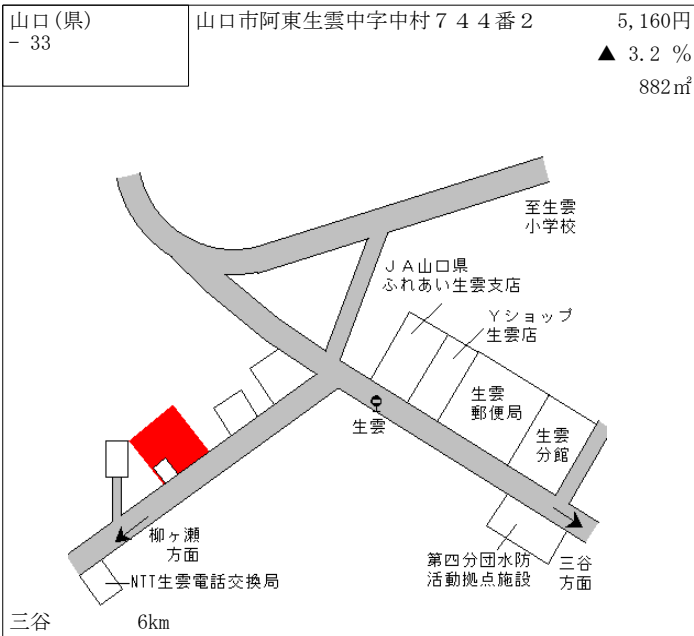 山口(県)
- 33
山口市阿東生雲中字中村７４４番２
5,160円
▲ 3.2 %
882㎡
至生雲
小学校
ＪＡ山口県
ふれあい生雲支店
Ｙショップ
生雲店
生雲
郵便局
生雲
分館
生雲
柳ヶ瀬
方面
NTT生雲電話交換局
第四分団水防
活動拠点施設
三谷
方面
三谷 6km